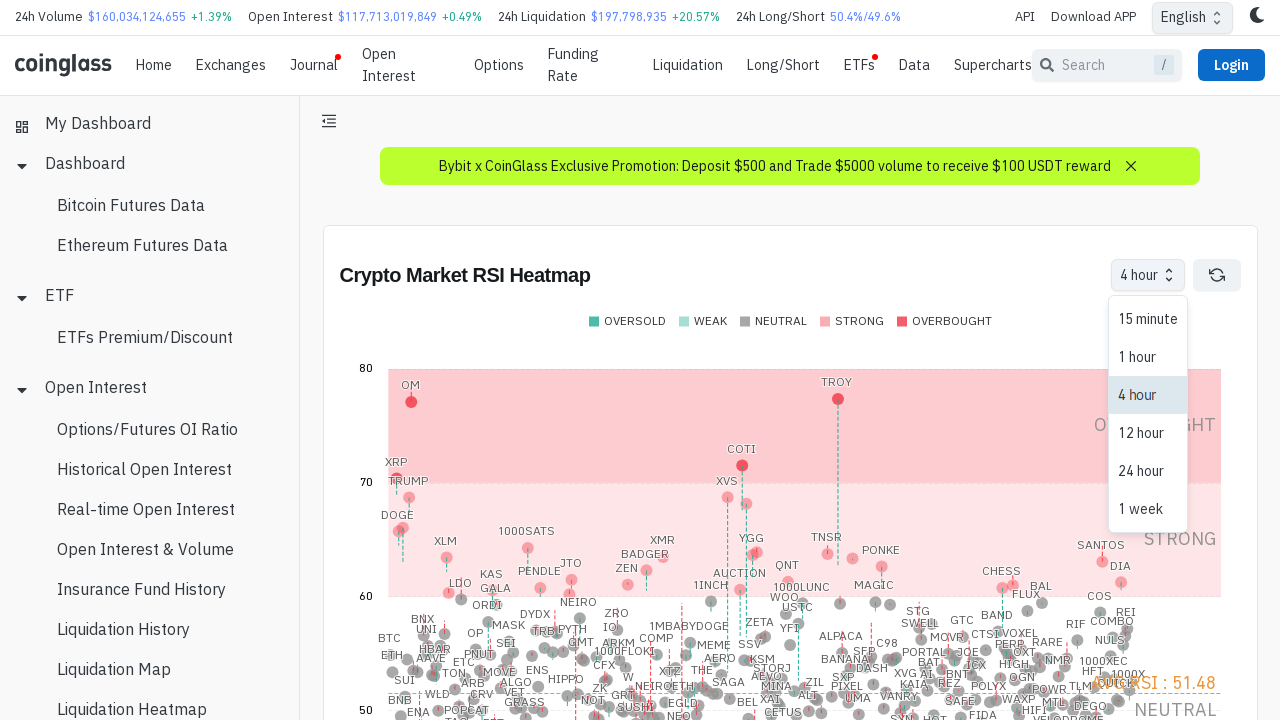 24h Volume $160,034,124,655 +1.39% Open Interest $117,713,019,849 +0.49% 24h Liquidation $197,798,935 +20.57% 24h Long/Short 50.4%/49.6% API Download APP English
coinglass Home Exchanges Journal Open Interest Options Funding Rate Liquidation Long/Short ETFs Data Supercharts Search / Login
My Dashboard
Dashboard
Bitcoin Futures Data
Ethereum Futures Data
ETF
ETFs Premium/Discount
Open Interest
Options/Futures OI Ratio
Historical Open Interest
Real-time Open Interest
Open Interest & Volume
Insurance Fund History
Liquidation History
Liquidation Map
Liquidation Heatmap
Bybit x CoinGlass Exclusive Promotion: Deposit $500 and Trade $5000 volume to receive $100 USDT reward
Crypto Market RSI Heatmap
4 hour
15 minute
1 hour
4 hour
12 hour
24 hour
1 week
OVERSOLD WEAK NEUTRAL STRONG OVERBOUGHT
80
OM TROY
COTI
XRP
70
TRUMP XVS
DOGE
STRONG
1000SATS YGG TNSR
XLM XMR SANTOS
BADGER PONKE
JTO QNT DIA
KAS PENDLE ZEN AUCTION CHESS
LDO GALA 1INCH 1000LUNC MAGIC BAL
60
WOO FLUX COS
ORDI NEIRO USTC
BNX DYDX ZRO STG BAND REI
UNI MASK TRB PYTH IO 1MBABYDOGE ZETA YFI SWELL GTC RIF COMBO
BTC OP ALPACA CTSI VOXEL
HBAR SEI GMT ARKM COMP MEME SSV C98 MOVR PERP RARE NULS
ETH AAVE PNUT 1000FLOKI AERO KSM BANANA SFP PORTAL JOE OXT NMR 1000XEC
ETC MOVE ENS CFX XTZ THE STORJ DASH BAT ICX HIGH HFT
SUI TON ARB ALGO HIPPO W AEVO SXP XVG AI BNT OGN 1000X
ZK NEIROETH SAGA MINA ZIL PIXEL KAIA REZ POLYX POWR TLM QUICK
AVG RSI : 51.48
BNB WLD CRV VET NOT GRT ALT UMA VANRY SAFE WAXP MTL
ENA POPCAT GRASS SUSHI EGLD BEL CETUS XAI HIFI DEGO
NEUTRAL
50
NEO SYN HOT FIDA VELODROME